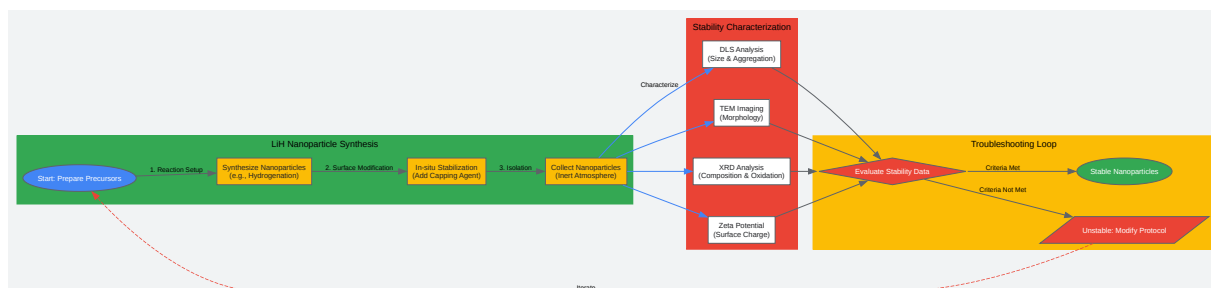 Stability Characterization
DLS Analysis
(Size & Aggregation)
Characterize
TEM Imaging
(Morphology)
LiH Nanoparticle Synthesis
Troubleshooting Loop
Start: Prepare Precursors
1. Reaction Setup
Synthesize Nanoparticles
(e.g., Hydrogenation)
2. Surface Modification
In-situ Stabilization
(Add Capping Agent)
3. Isolation
Collect Nanoparticles
(Inert Atmosphere)
XRD Analysis
(Composition & Oxidation)
Evaluate Stability Data
Criteria Met
Stable Nanoparticles
Criteria Not Met
Zeta Potential
(Surface Charge)
Unstable: Modify Protocol
Iterate